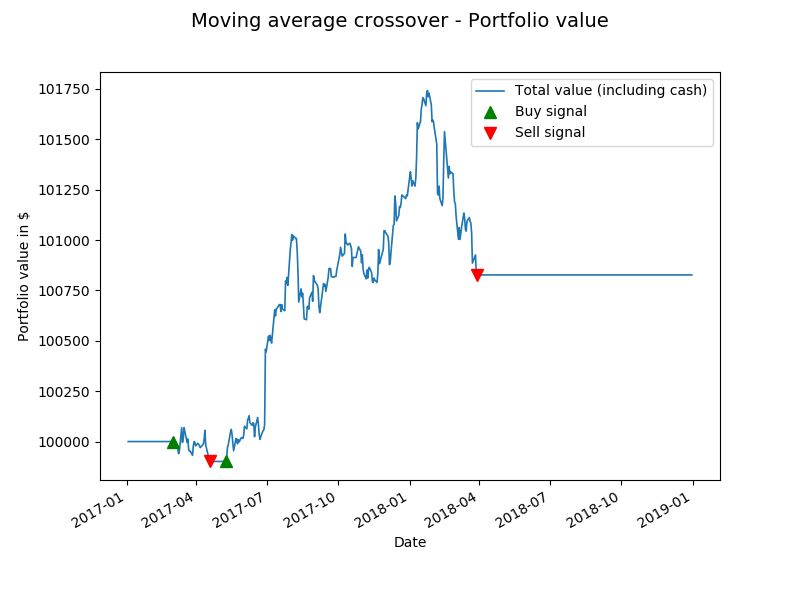 Moving average crossover - Portfolio value
Total value (including cash)
Buy signal
Sell signal
Portfolio value in $
101750
101500
101250
101000
100750
100500
100250
100000
2017-01
2017-04
2017-07
2017-10
2018-01
2018-04
2018-07
2018-10
2019-01
Date